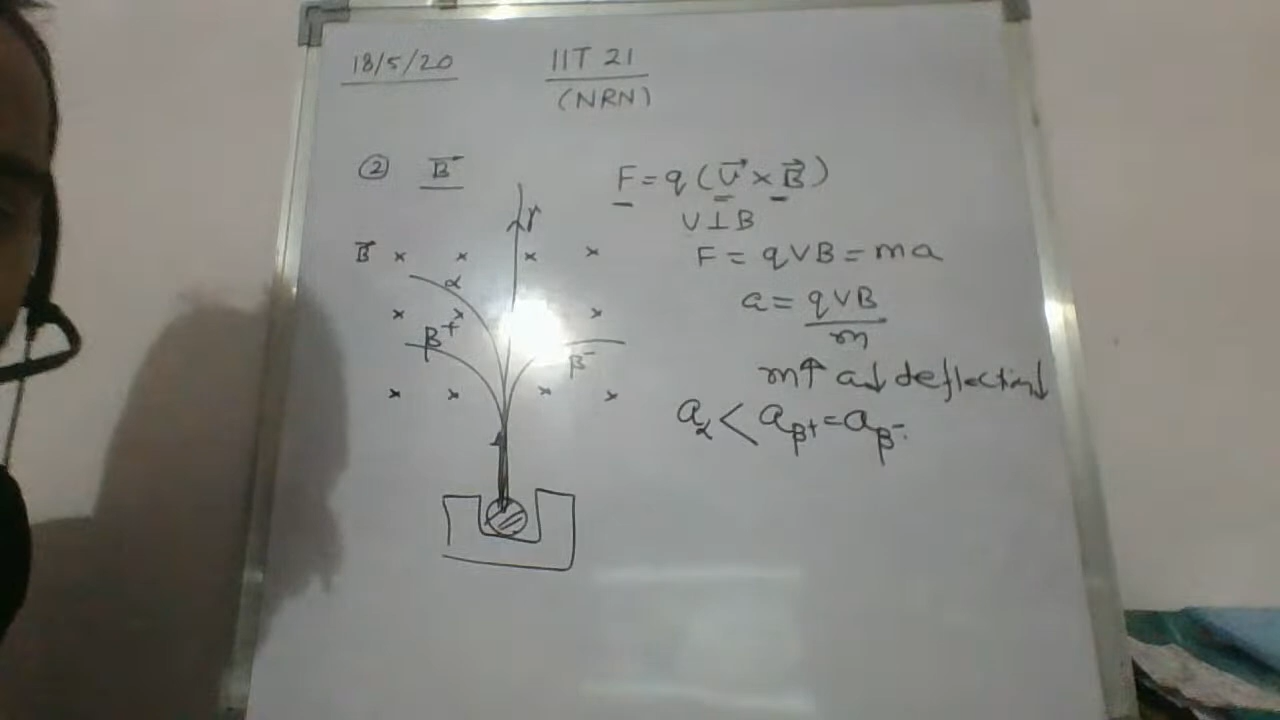 18/5/20
IIT 21
(NRN)
② B⃗
F = q (V⃗ × B⃗)
V ⊥ B
F = qVB = ma
a = qVB/m
m↑ a↓ deflection↓
aα < aβ+ = aβ-
γ
B⃗ × × × ×
α
× × ×
β+
β-
× × × ×